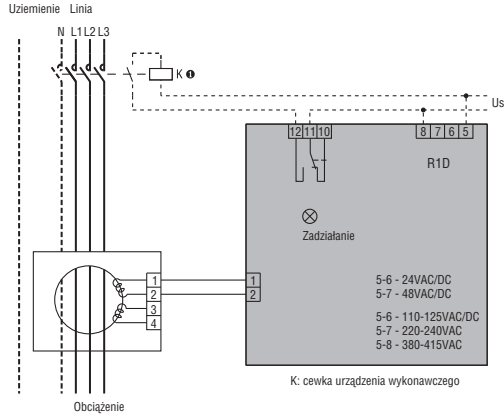 Uziemienie Linia
N L1 L2 L3
K ❶
Us
12 11 10
8 7 6 5
R1D
Zadziałanie
1
2
3
4
1
2
5-6 - 24VAC/DC
5-7 - 48VAC/DC
5-6 - 110-125VAC/DC
5-7 - 220-240VAC
5-8 - 380-415VAC
K: cewka urządzenia wykonawczego
Obciążenie